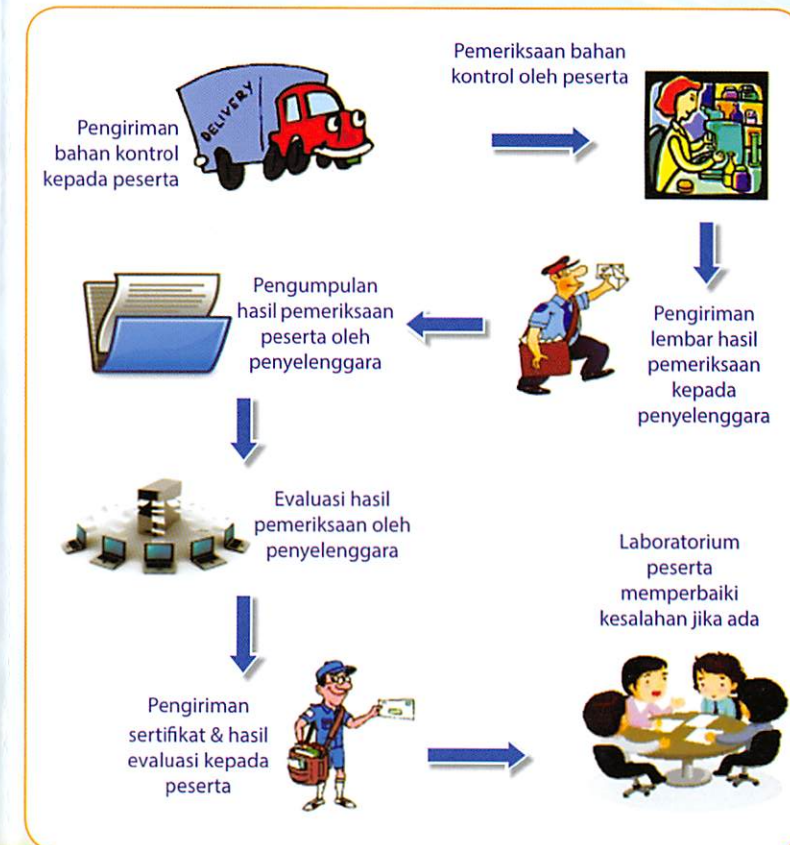 Pengiriman
bahan kontrol
kepada peserta
DELIVERY
Pemeriksaan bahan
kontrol oleh peserta
Pengiriman
lembar hasil
pemeriksaan
kepada
penyelenggara
Pengumpulan
hasil pemeriksaan
peserta oleh
penyelenggara
Evaluasi hasil
pemeriksaan oleh
penyelenggara
Pengiriman
sertifikat & hasil
evaluasi kepada
peserta
Laboratorium
peserta
memperbaiki
kesalahan jika ada